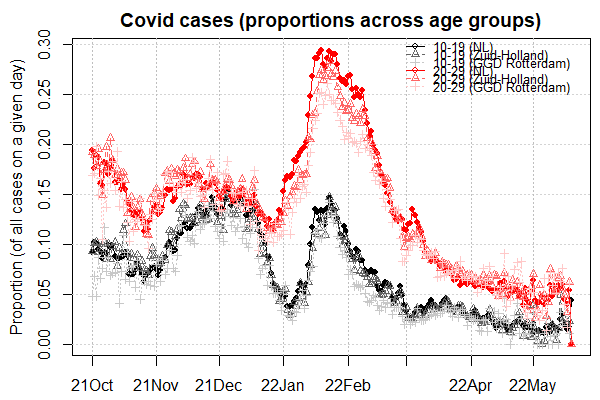 Covid cases (proportions across age groups)
10-19 (NL)
10-19 (Zuid-Holland)
10-19 (GGD Rotterdam)
20-29 (NL)
20-29 (Zuid-Holland)
20-29 (GGD Rotterdam)
Proportion (of all cases on a given day)
0.30
0.25
0.20
0.15
0.10
0.05
0.00
21Oct 21Nov 21Dec 22Jan 22Feb 22Apr 22May